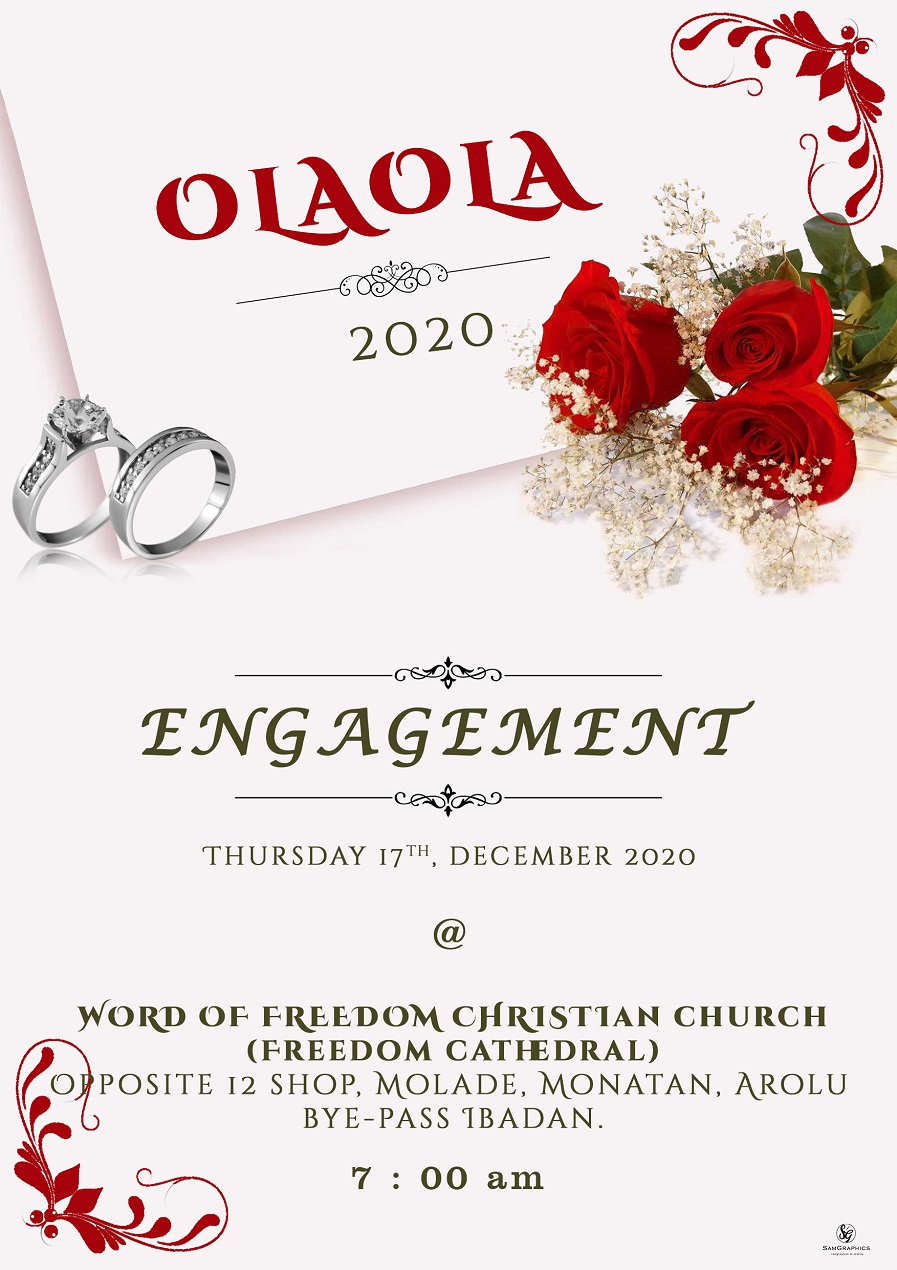 OLAOLA
2020
ENGAGEMENT
THURSDAY 17TH, DECEMBER 2020
@
WORD OF FREEDOM CHRISTIAN CHURCH
(FREEDOM CATHEDRAL)
OPPOSITE 12 SHOP, MOLADE, MONATAN, AROLU
BYE-PASS IBADAN.
7 : 00 am
SG
SAMGRAPHICS